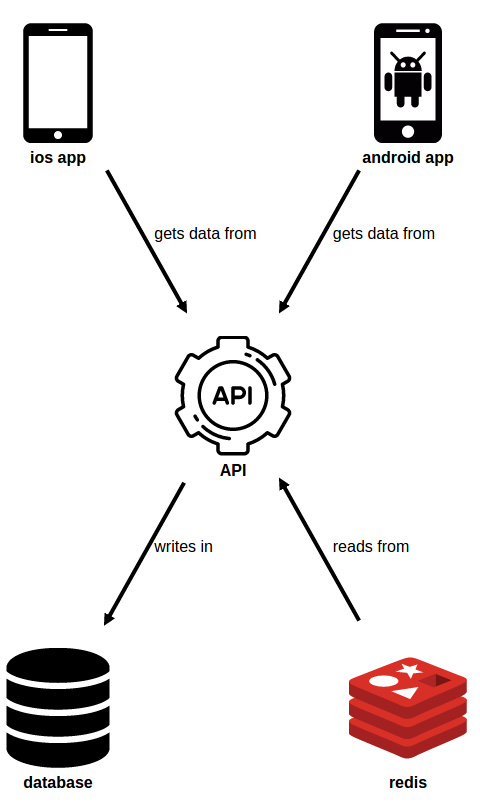 ios app
android app
gets data from
gets data from
API
API
writes in
reads from
database
redis